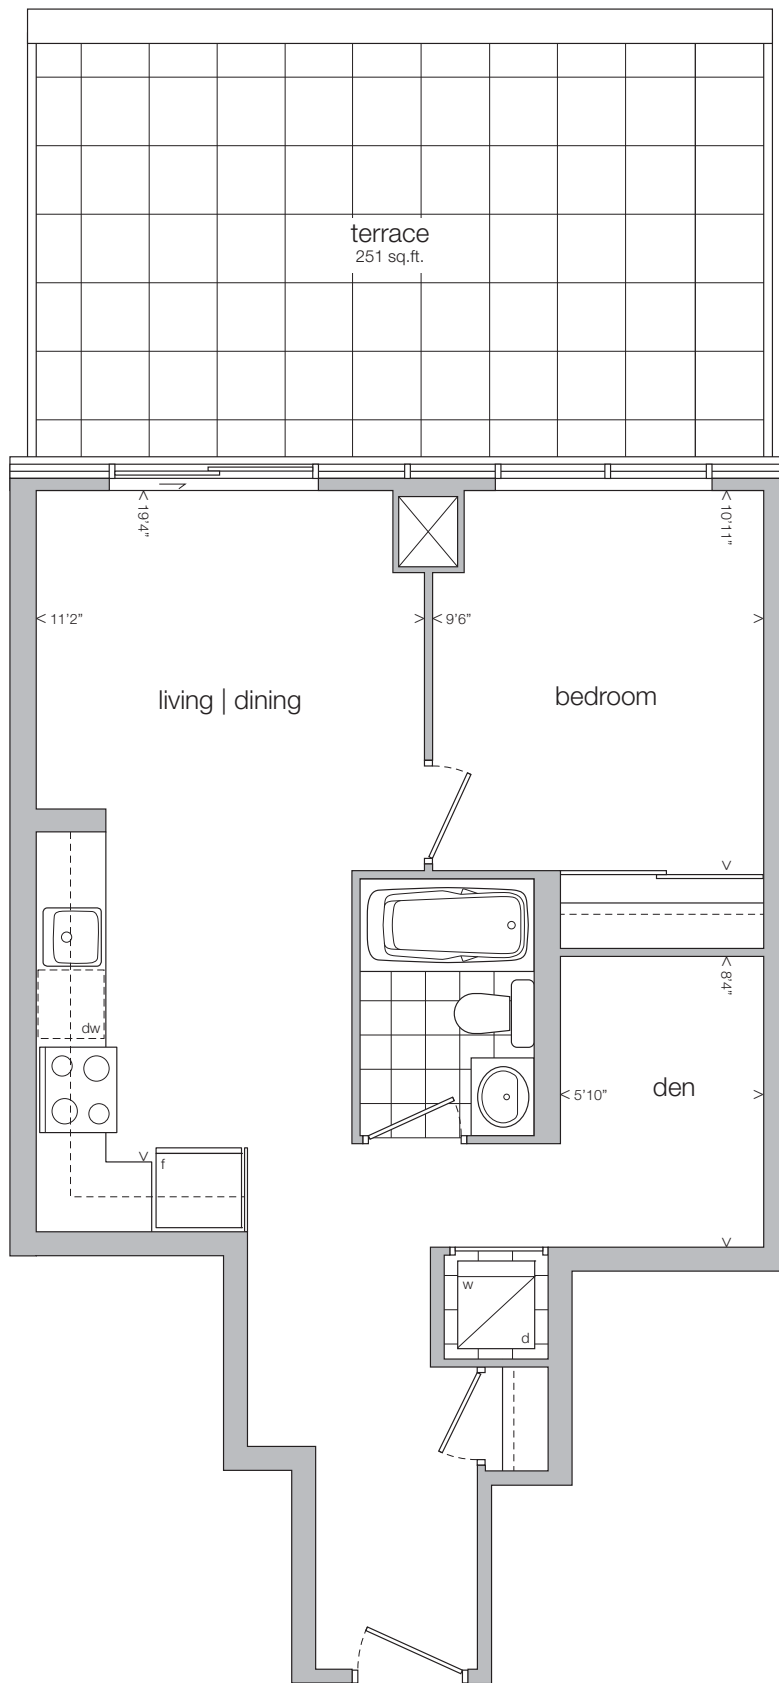 terrace
251 sq.ft.
19'4"
10'11"
11'2"
9'6"
living | dining
bedroom
dw
8'4"
den
5'10"
f
w
d